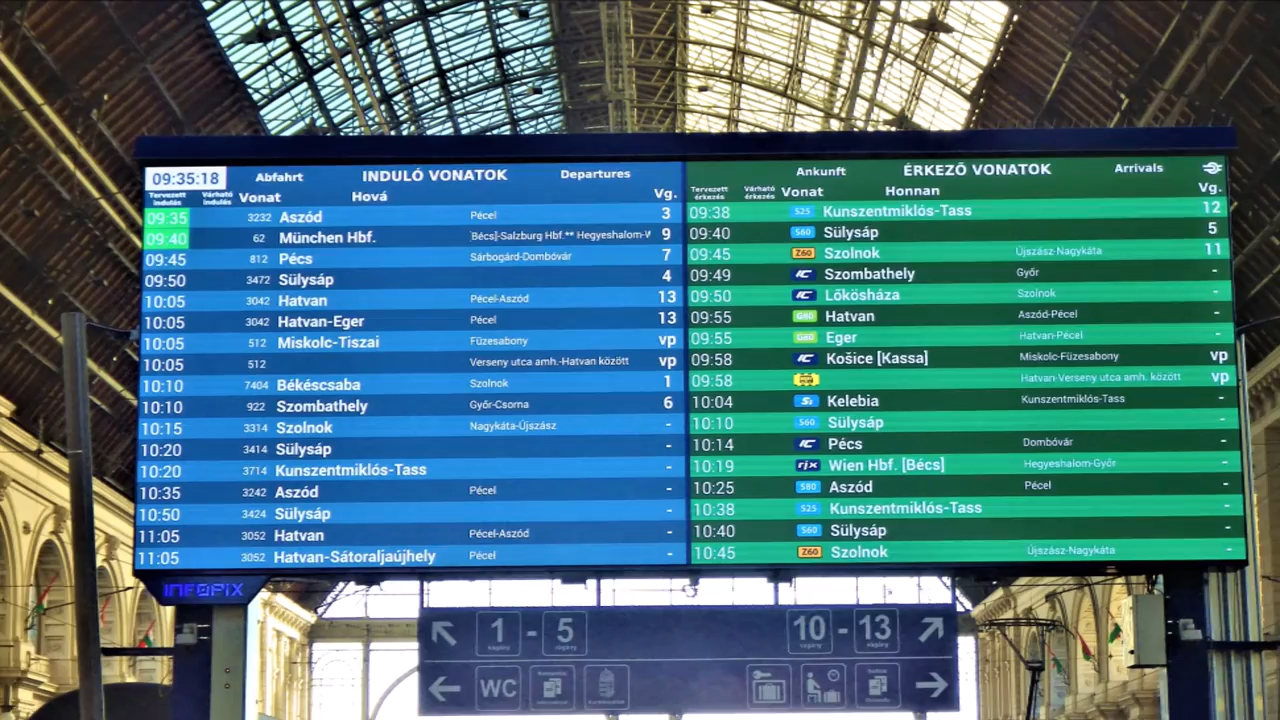 09:35:18 Abfahrt INDULÓ VONATOK Departures
Tervezett indulás Várható indulás Vonat Hová Vg.
09:35 3232 Aszód Pécel 3
09:40 62 München Hbf. [Bécs]-Salzburg Hbf.** Hegyeshalom-W 9
09:45 812 Pécs Sárbogárd-Dombóvár 7
09:50 3472 Sülysáp 4
10:05 3042 Hatvan Pécel-Aszód 13
10:05 3042 Hatvan-Eger Pécel 13
10:05 512 Miskolc-Tiszai Füzesabony vp
10:05 512 Verseny utca amh.-Hatvan között vp
10:10 7404 Békéscsaba Szolnok 1
10:10 922 Szombathely Győr-Csorna 6
10:15 3314 Szolnok Nagykáta-Újszász -
10:20 3414 Sülysáp -
10:20 3714 Kunszentmiklós-Tass -
10:35 3242 Aszód Pécel -
10:50 3424 Sülysáp -
11:05 3052 Hatvan Pécel-Aszód -
11:05 3052 Hatvan-Sátoraljaújhely Pécel -
Ankunft ÉRKEZŐ VONATOK Arrivals
Tervezett érkezés Várható érkezés Vonat Honnan Vg.
09:38 S25 Kunszentmiklós-Tass 12
09:40 S60 Sülysáp 5
09:45 Z60 Szolnok Újszász-Nagykáta 11
09:49 IC Szombathely Győr -
09:50 IC Lőkösháza Szolnok -
09:55 G80 Hatvan Aszód-Pécel -
09:55 G80 Eger Hatvan-Pécel -
09:58 IC Košice [Kassa] Miskolc-Füzesabony vp
09:58 Hatvan-Verseny utca amh. között vp
10:04 Kelebia Kunszentmiklós-Tass -
10:10 S60 Sülysáp -
10:14 IC Pécs Dombóvár -
10:19 rjx Wien Hbf. [Bécs] Hegyeshalom-Győr -
10:25 S80 Aszód Pécel -
10:38 S25 Kunszentmiklós-Tass -
10:40 S60 Sülysáp -
10:45 Z60 Szolnok Újszász-Nagykáta -
INFOPIX
1 - 5 10 - 13
vágány vágány vágány vágány
WC